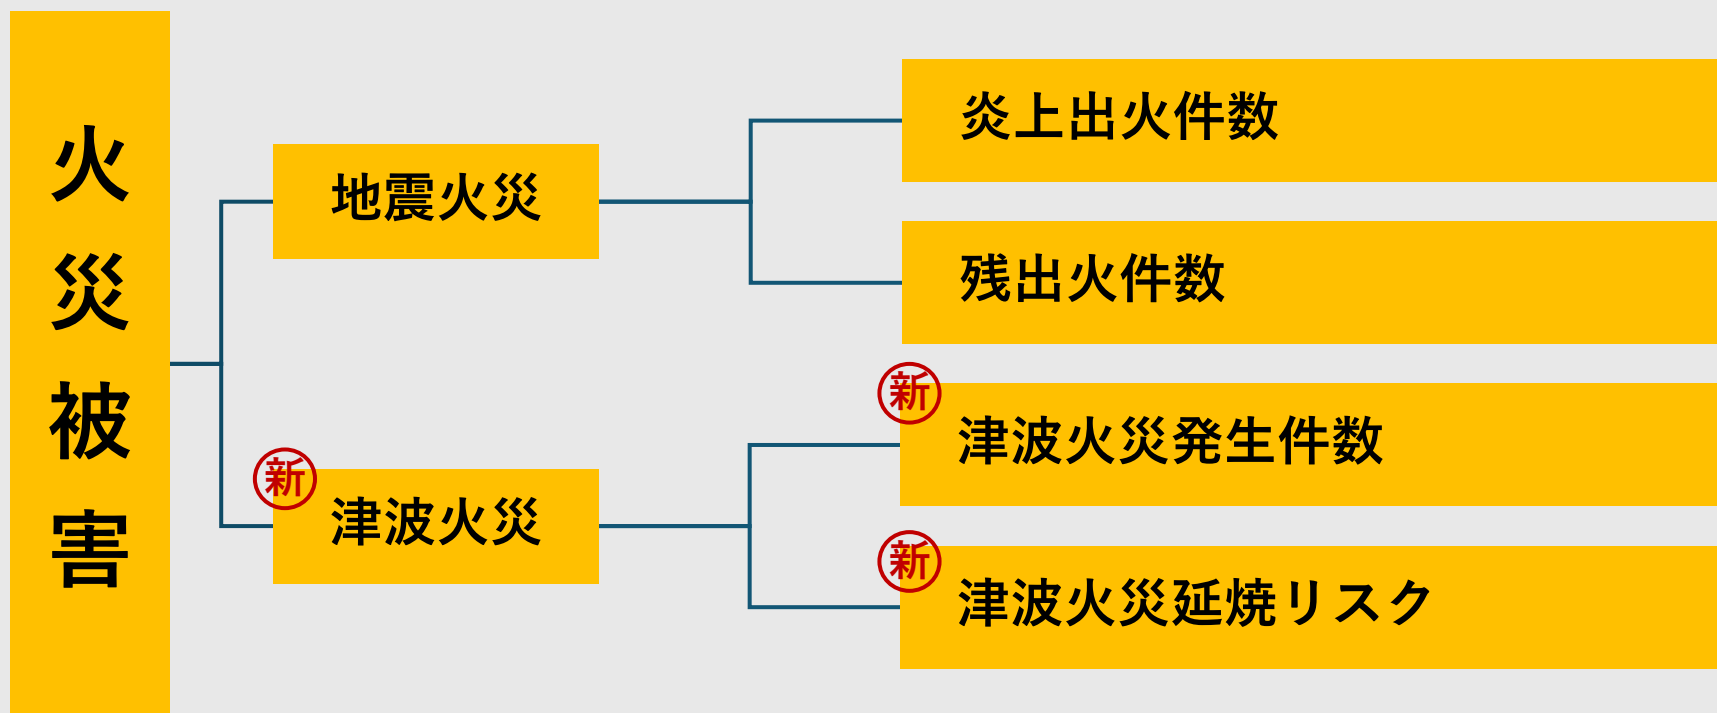 火災被害
地震火災
炎上出火件数
残出火件数
新
津波火災
新
津波火災発生件数
新
津波火災延焼リスク